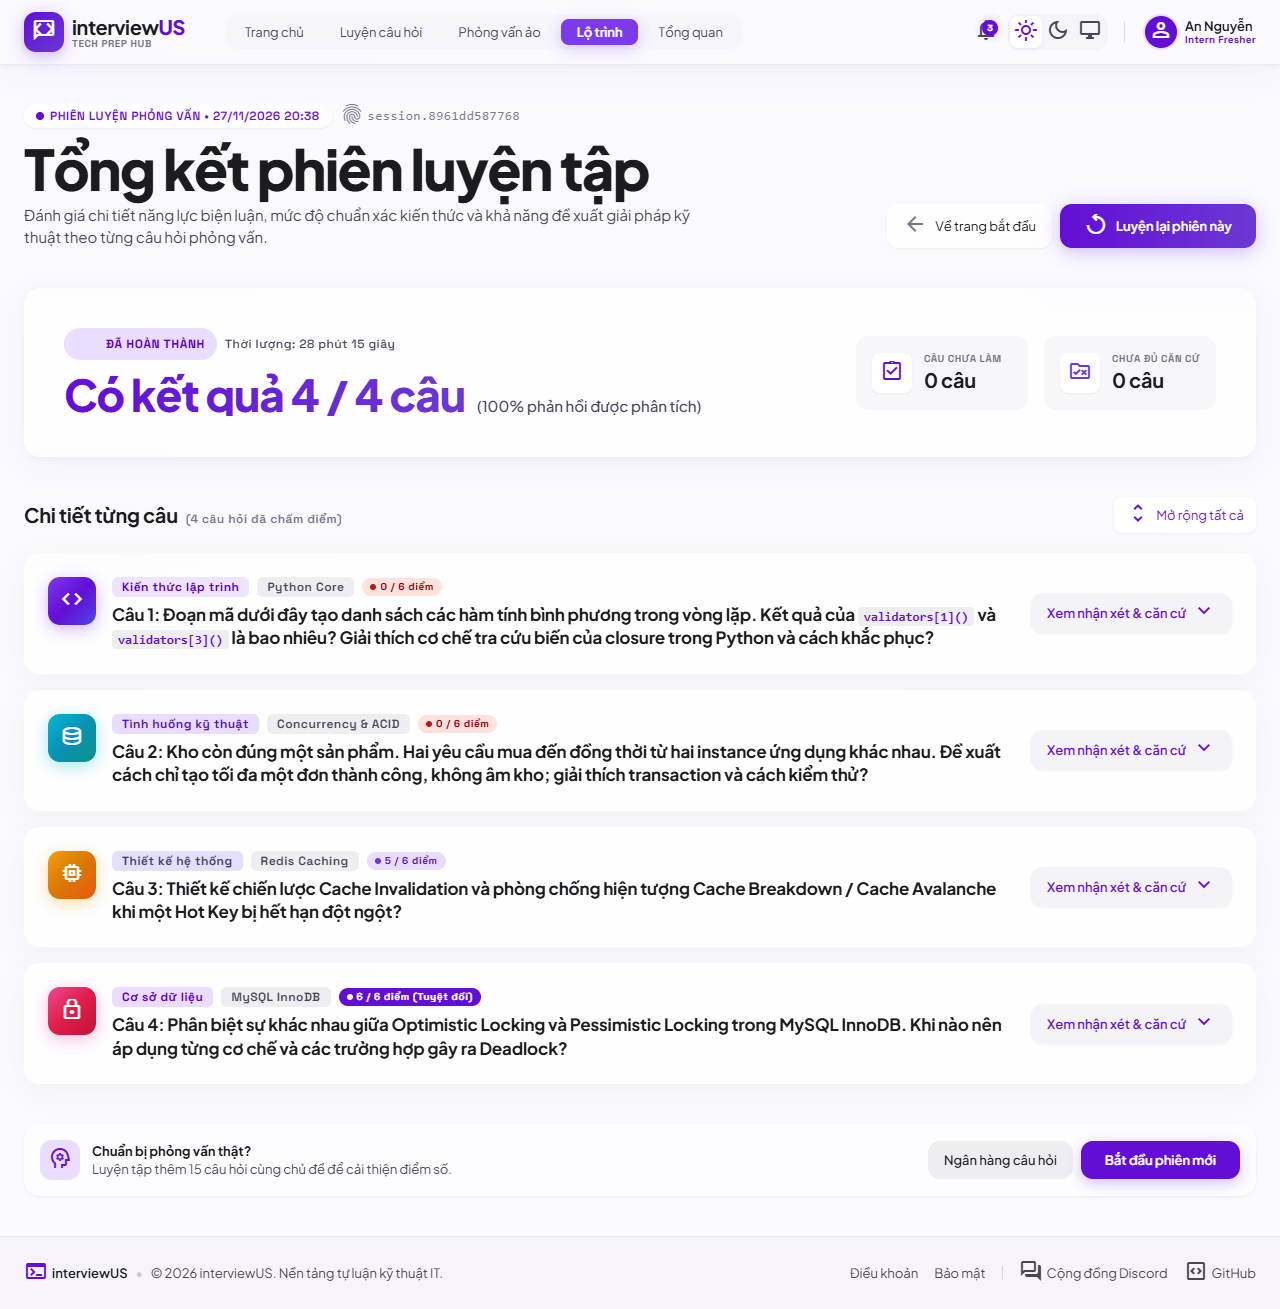 interviewUS
TECH PREP HUB
Trang chủ
Luyện câu hỏi
Phỏng vấn ảo
Lộ trình
Tổng quan
3
An Nguyễn
Intern Fresher
PHIÊN LUYỆN PHỎNG VẤN • 27/11/2026 20:38
session.8961dd587768
Tổng kết phiên luyện tập
Đánh giá chi tiết năng lực biện luận, mức độ chuẩn xác kiến thức và khả năng đề xuất giải pháp kỹ
thuật theo từng câu hỏi phỏng vấn.
Về trang bắt đầu
Luyện lại phiên này
ĐÃ HOÀN THÀNH
Thời lượng: 28 phút 15 giây
Có kết quả 4 / 4 câu (100% phản hồi được phân tích)
CÂU CHƯA LÀM
0 câu
CHƯA ĐỦ CĂN CỨ
0 câu
Chi tiết từng câu (4 câu hỏi đã chấm điểm)
Mở rộng tất cả
Kiến thức lập trình
Python Core
0 / 6 điểm
Câu 1: Đoạn mã dưới đây tạo danh sách các hàm tính bình phương trong vòng lặp. Kết quả của validators[1]() và
validators[3]() là bao nhiêu? Giải thích cơ chế tra cứu biến của closure trong Python và cách khắc phục?
Xem nhận xét & căn cứ
Tình huống kỹ thuật
Concurrency & ACID
0 / 6 điểm
Câu 2: Kho còn đúng một sản phẩm. Hai yêu cầu mua đến đồng thời từ hai instance ứng dụng khác nhau. Đề xuất
cách chỉ tạo tối đa một đơn thành công, không âm kho; giải thích transaction và cách kiểm thử?
Xem nhận xét & căn cứ
Thiết kế hệ thống
Redis Caching
5 / 6 điểm
Câu 3: Thiết kế chiến lược Cache Invalidation và phòng chống hiện tượng Cache Breakdown / Cache Avalanche
khi một Hot Key bị hết hạn đột ngột?
Xem nhận xét & căn cứ
Cơ sở dữ liệu
MySQL InnoDB
6 / 6 điểm (Tuyệt đối)
Câu 4: Phân biệt sự khác nhau giữa Optimistic Locking và Pessimistic Locking trong MySQL InnoDB. Khi nào nên
áp dụng từng cơ chế và các trường hợp gây ra Deadlock?
Xem nhận xét & căn cứ
Chuẩn bị phỏng vấn thật?
Luyện tập thêm 15 câu hỏi cùng chủ đề để cải thiện điểm số.
Ngân hàng câu hỏi
Bắt đầu phiên mới
interviewUS • © 2026 interviewUS. Nền tảng tự luận kỹ thuật IT.
Điều khoản
Bảo mật
Cộng đồng Discord
GitHub